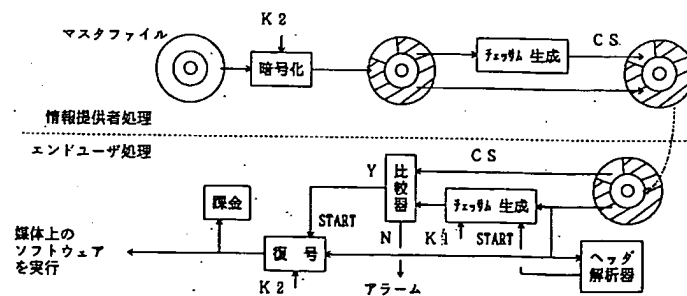 K2
マスタファイル
暗号化
チェッサム 生成
CS
情報提供者処理
エンドユーザ処理
CS
Y
比較器
課金
チェッサム 生成
START
N
START
媒体上の
ソフトウェア
を実行
復号
K2
アラーム
ヘッダ
解析器